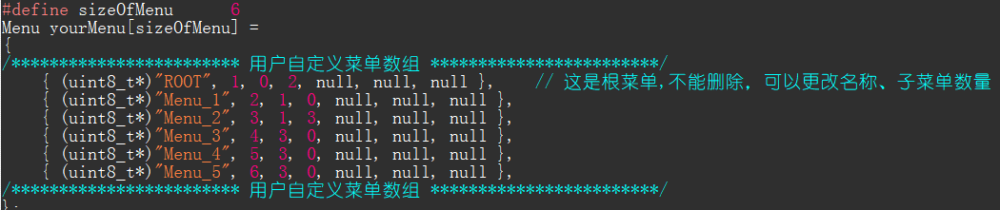 #define sizeOfMenu 6
Menu yourMenu[sizeOfMenu] =
{
/************************ 用户自定义菜单数组 ************************/
{ (uint8_t*)"ROOT", 1, 0, 2, null, null, null }, // 这是根菜单,不能删除, 可以更改名称、子菜单数量
{ (uint8_t*)"Menu_1", 2, 1, 0, null, null, null },
{ (uint8_t*)"Menu_2", 3, 1, 3, null, null, null },
{ (uint8_t*)"Menu_3", 4, 3, 0, null, null, null },
{ (uint8_t*)"Menu_4", 5, 3, 0, null, null, null },
{ (uint8_t*)"Menu_5", 6, 3, 0, null, null, null },
/************************ 用户自定义菜单数组 ************************/
};